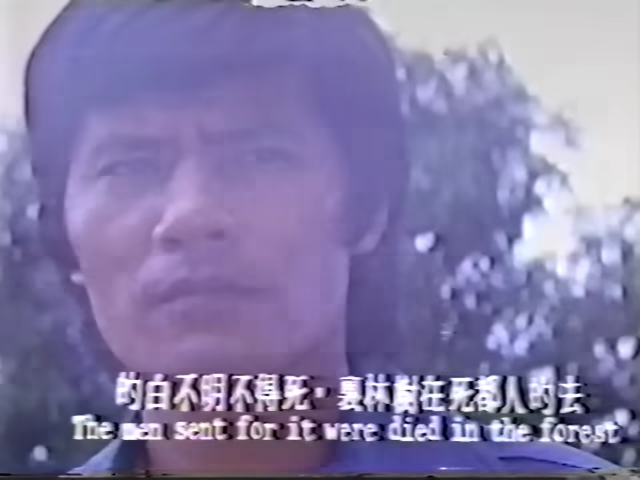 去的人都死在樹林裏·死得不明不白的
The men sent for it were died in the forest